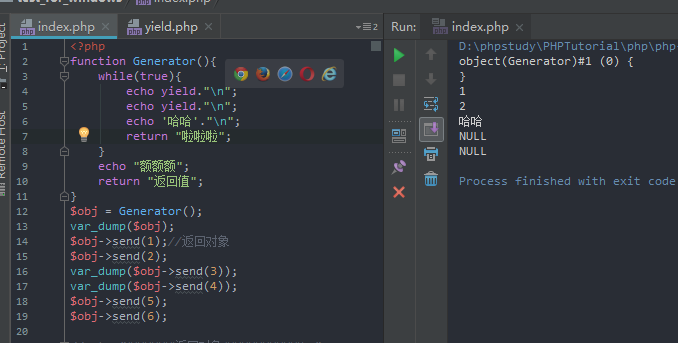 index.php
index.php
yield.php
2
1 <?php
2 function Generator(){
3 while(true){
4 echo yield."\n";
5 echo yield."\n";
6 echo '哈哈'."\n";
7 return "啦啦啦";
8 }
9 echo "额额额";
10 return "返回值";
11 }
12 $obj = Generator();
13 var_dump($obj);
14 $obj->send(1);//返回对象
15 $obj->send(2);
16 var_dump($obj->send(3));
17 var_dump($obj->send(4));
18 $obj->send(5);
19 $obj->send(6);
20
1: Project
Remote Host
Run:
index.php
D:\phpstudy\PHPTutorial\php\php
object(Generator)#1 (0) {
}
1
2
哈哈
NULL
NULL
Process finished with exit code